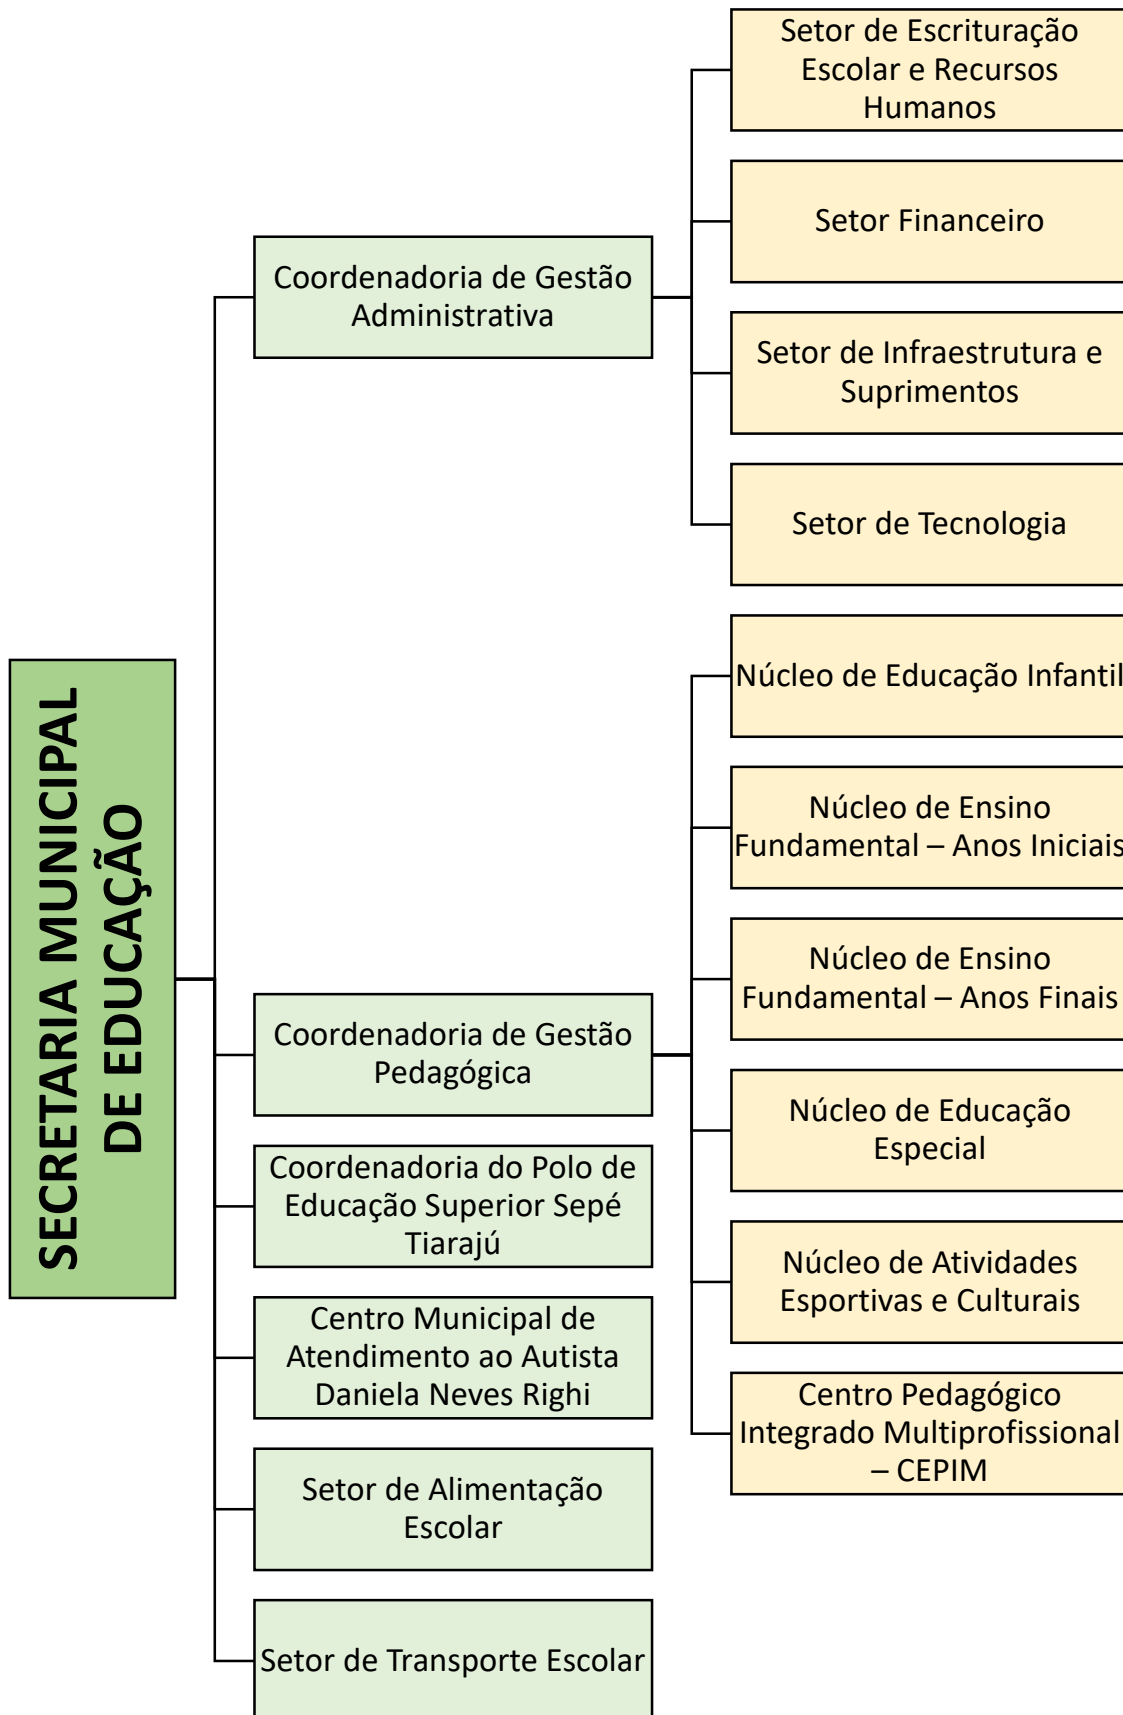 SECRETARIA MUNICIPAL
DE EDUCAÇÃO
Coordenadoria de Gestão
Administrativa
Setor de Escrituração
Escolar e Recursos
Humanos
Setor Financeiro
Setor de Infraestrutura e
Suprimentos
Setor de Tecnologia
Coordenadoria de Gestão
Pedagógica
Núcleo de Educação Infantil
Núcleo de Ensino
Fundamental – Anos Iniciais
Núcleo de Ensino
Fundamental – Anos Finais
Núcleo de Educação
Especial
Núcleo de Atividades
Esportivas e Culturais
Centro Pedagógico
Integrado Multiprofissional
– CEPIM
Coordenadoria do Polo de
Educação Superior Sepé
Tiarajú
Centro Municipal de
Atendimento ao Autista
Daniela Neves Righi
Setor de Alimentação
Escolar
Setor de Transporte Escolar